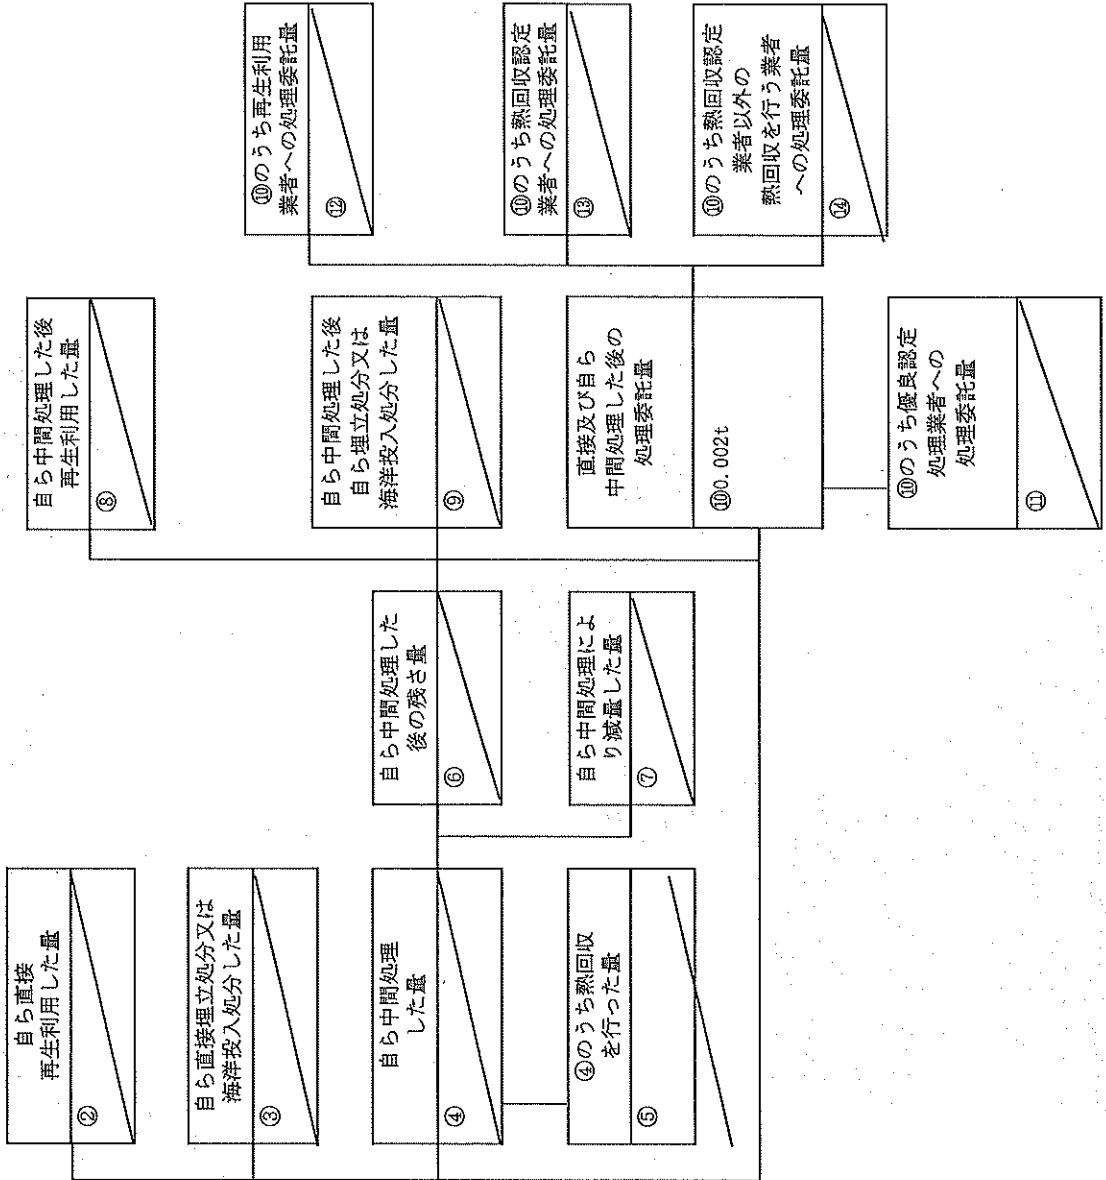 自ら直接
再生利用した量
②
自ら直接埋立処分又は
海洋投入処分した量
③
自ら中間処理
した量
④
④のうち熱回収
を行った量
⑤
自ら中間処理した
後の残さ量
⑥
自ら中間処理によ
り減量した量
⑦
自ら中間処理した後
再生利用した量
⑧
自ら中間処理した後
自ら埋立処分又は
海洋投入処分した量
⑨
直接及び自ら
中間処理した後の
処理委託量
⑩0.002t
⑩のうち優良認定
処理業者への
処理委託量
⑪
⑩のうち再生利用
業者への処理委託量
⑫
⑩のうち熱回収認定
業者への処理委託量
⑬
⑩のうち熱回収認定
業者以外の
熱回収を行う業者
への処理委託量
⑭